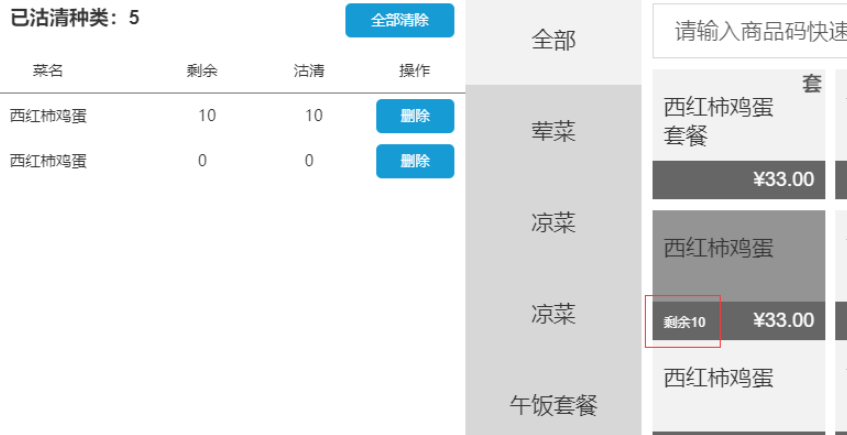 已沽清种类：5
全部清除
菜名 剩余 沽清 操作
西红柿鸡蛋 10 10 删除
西红柿鸡蛋 0 0 删除
全部
荤菜
凉菜
凉菜
午饭套餐
请输入商品码快速
套
西红柿鸡蛋
套餐
¥33.00
西红柿鸡蛋
剩余10 ¥33.00
西红柿鸡蛋